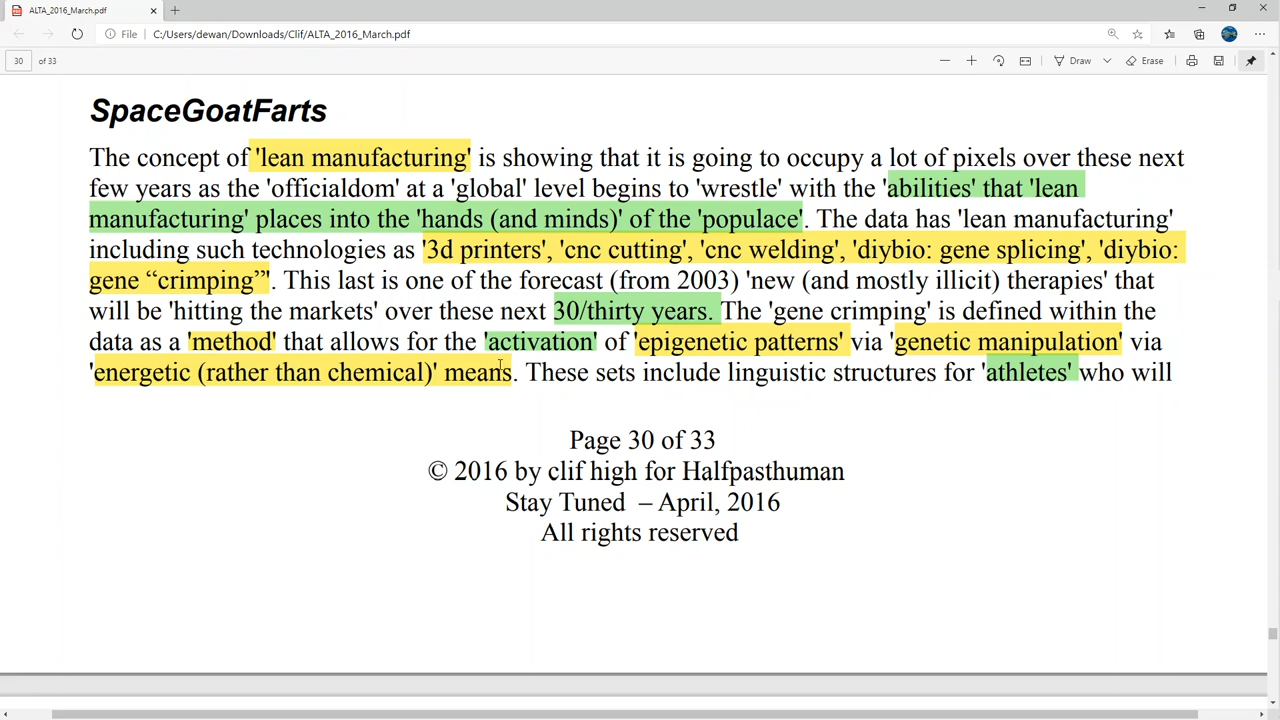 ALTA_2016_March.pdf
File
C:/Users/dewan/Downloads/Clif/ALTA_2016_March.pdf
30 of 33
Draw
Erase
SpaceGoatFarts
The concept of 'lean manufacturing' is showing that it is going to occupy a lot of pixels over these next
few years as the 'officialdom' at a 'global' level begins to 'wrestle' with the 'abilities' that 'lean
manufacturing' places into the 'hands (and minds)' of the 'populace'. The data has 'lean manufacturing'
including such technologies as '3d printers', 'cnc cutting', 'cnc welding', 'diybio: gene splicing', 'diybio:
gene “crimping”'. This last is one of the forecast (from 2003) 'new (and mostly illicit) therapies' that
will be 'hitting the markets' over these next 30/thirty years. The 'gene crimping' is defined within the
data as a 'method' that allows for the 'activation' of 'epigenetic patterns' via 'genetic manipulation' via
'energetic (rather than chemical)' means. These sets include linguistic structures for 'athletes' who will
Page 30 of 33
© 2016 by clif high for Halfpasthuman
Stay Tuned – April, 2016
All rights reserved